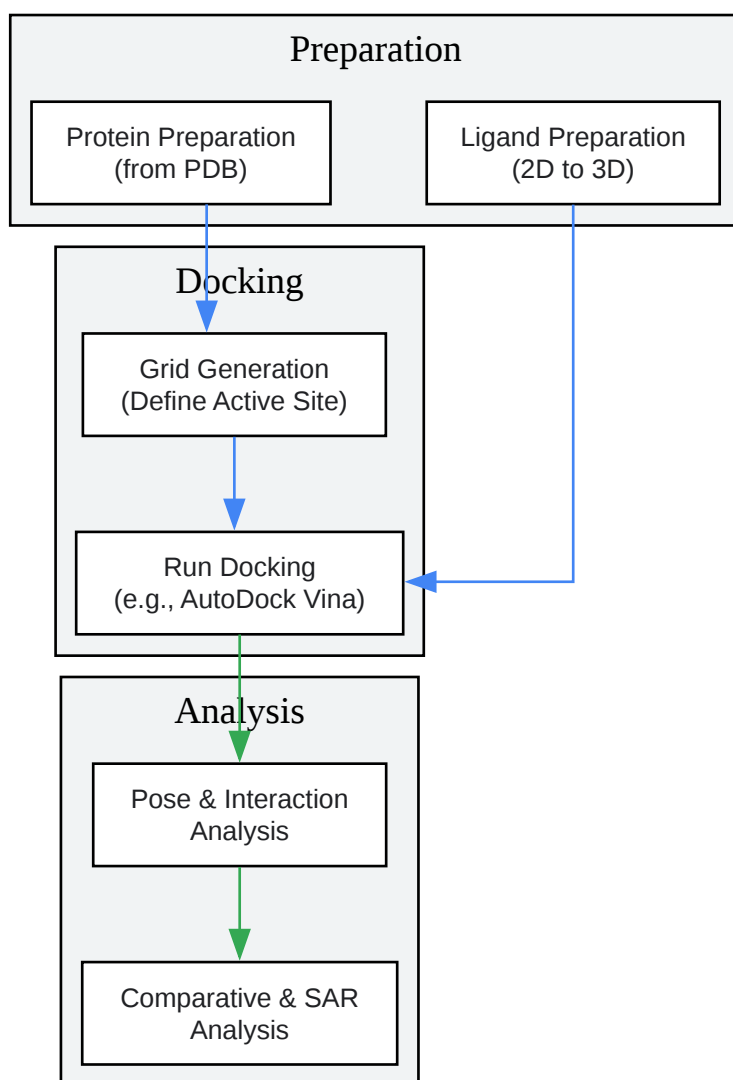 Preparation
Protein Preparation
(from PDB)
Ligand Preparation
(2D to 3D)
Docking
Grid Generation
(Define Active Site)
Run Docking
(e.g., AutoDock Vina)
Analysis
Pose & Interaction
Analysis
Comparative & SAR
Analysis